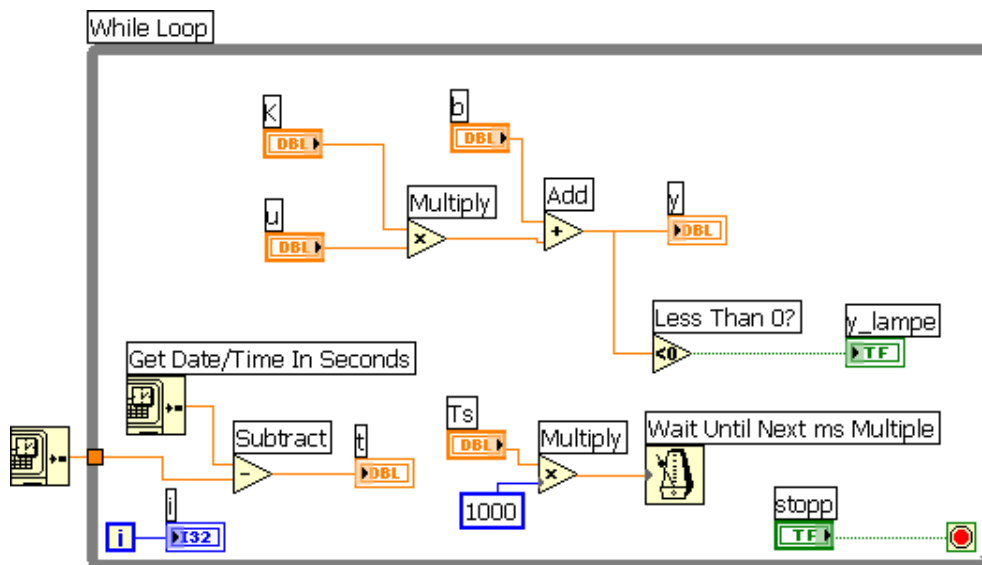 While Loop
K
b
DBL
DBL
u
Multiply
Add
y
DBL
x
+
DBL
Less Than 0?
y_lampe
<0
TF
Get Date/Time In Seconds
Ts
Multiply
Wait Until Next ms Multiple
Subtract
t
DBL
x
-
DBL
1000
stopp
i
i
I32
TF